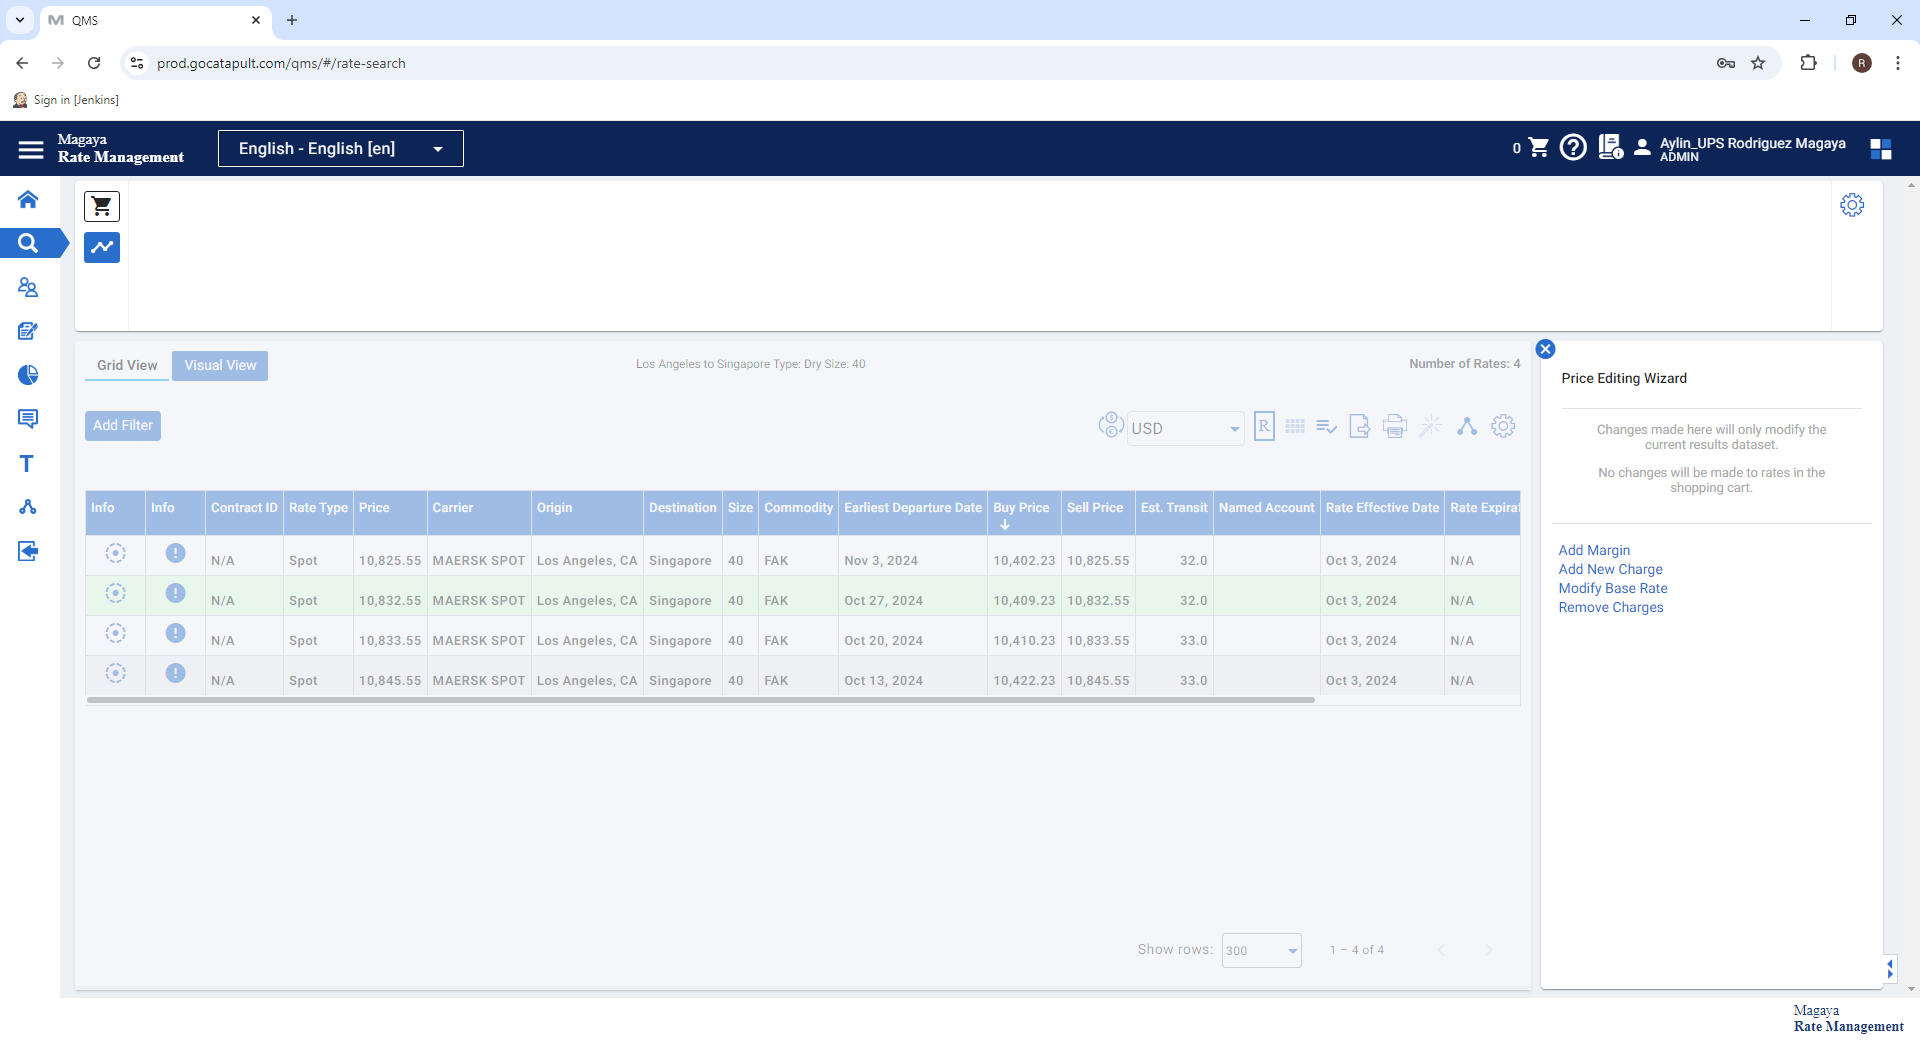 QMS
prod.gocatapult.com/qms/#/rate-search
R
Sign in [Jenkins]
Magaya
Rate Management
English - English [en]
0
Aylin_UPS Rodriguez Magaya
ADMIN
Grid View
Visual View
Los Angeles to Singapore Type: Dry Size: 40
Number of Rates: 4
Add Filter
USD
R
Info Info Contract ID Rate Type Price Carrier Origin Destination Size Commodity Earliest Departure Date Buy Price Sell Price Est. Transit Named Account Rate Effective Date Rate Expirat
N/A Spot 10,825.55 MAERSK SPOT Los Angeles, CA Singapore 40 FAK Nov 3, 2024 10,402.23 10,825.55 32.0 Oct 3, 2024 N/A
N/A Spot 10,832.55 MAERSK SPOT Los Angeles, CA Singapore 40 FAK Oct 27, 2024 10,409.23 10,832.55 32.0 Oct 3, 2024 N/A
N/A Spot 10,833.55 MAERSK SPOT Los Angeles, CA Singapore 40 FAK Oct 20, 2024 10,410.23 10,833.55 33.0 Oct 3, 2024 N/A
N/A Spot 10,845.55 MAERSK SPOT Los Angeles, CA Singapore 40 FAK Oct 13, 2024 10,422.23 10,845.55 33.0 Oct 3, 2024 N/A
Show rows: 300 1 – 4 of 4
Price Editing Wizard
Changes made here will only modify the
current results dataset.
No changes will be made to rates in the
shopping cart.
Add Margin
Add New Charge
Modify Base Rate
Remove Charges
Magaya
Rate Management